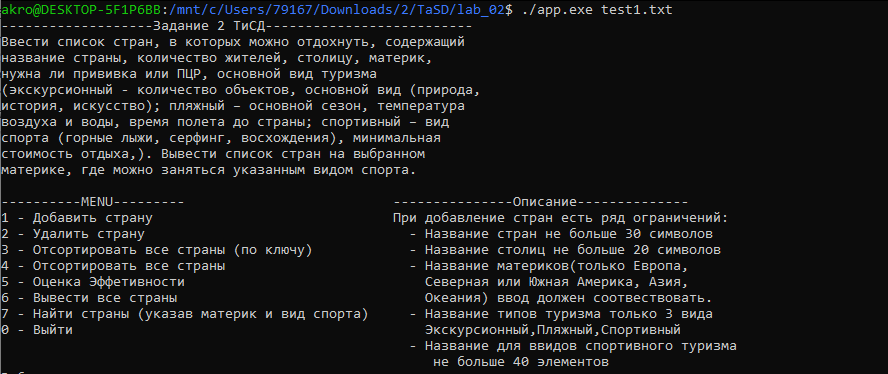 akro@DESKTOP-5F1P6BB:/mnt/c/Users/79167/Downloads/2/TaSD/lab_02$ ./app.exe test1.txt
-------------------Задание 2 ТиСД-------------------------
Ввести список стран, в которых можно отдохнуть, содержащий
название страны, количество жителей, столицу, материк,
нужна ли прививка или ПЦР, основной вид туризма
(экскурсионный - количество объектов, основной вид (природа,
история, искусство); пляжный – основной сезон, температура
воздуха и воды, время полета до страны; спортивный – вид
спорта (горные лыжи, серфинг, восхождения), минимальная
стоимость отдыха,). Вывести список стран на выбранном
материке, где можно заняться указанным видом спорта.
----------MENU---------
1 - Добавить страну
2 - Удалить страну
3 - Отсортировать все страны (по ключу)
4 - Отсортировать все страны
5 - Оценка Эффетивности
6 - Вывести все страны
7 - Найти страны (указав материк и вид спорта)
0 - Выйти
---------------Описание--------------
При добавление стран есть ряд ограничений:
- Название стран не больше 30 символов
- Название столиц не больше 20 символов
- Название материков(только Европа,
Северная или Южная Америка, Азия,
Океания) ввод должен соотвествовать.
- Название типов туризма только 3 вида
Экскурсионный,Пляжный,Спортивный
- Название для ввидов спортивного туризма
не больше 40 элементов